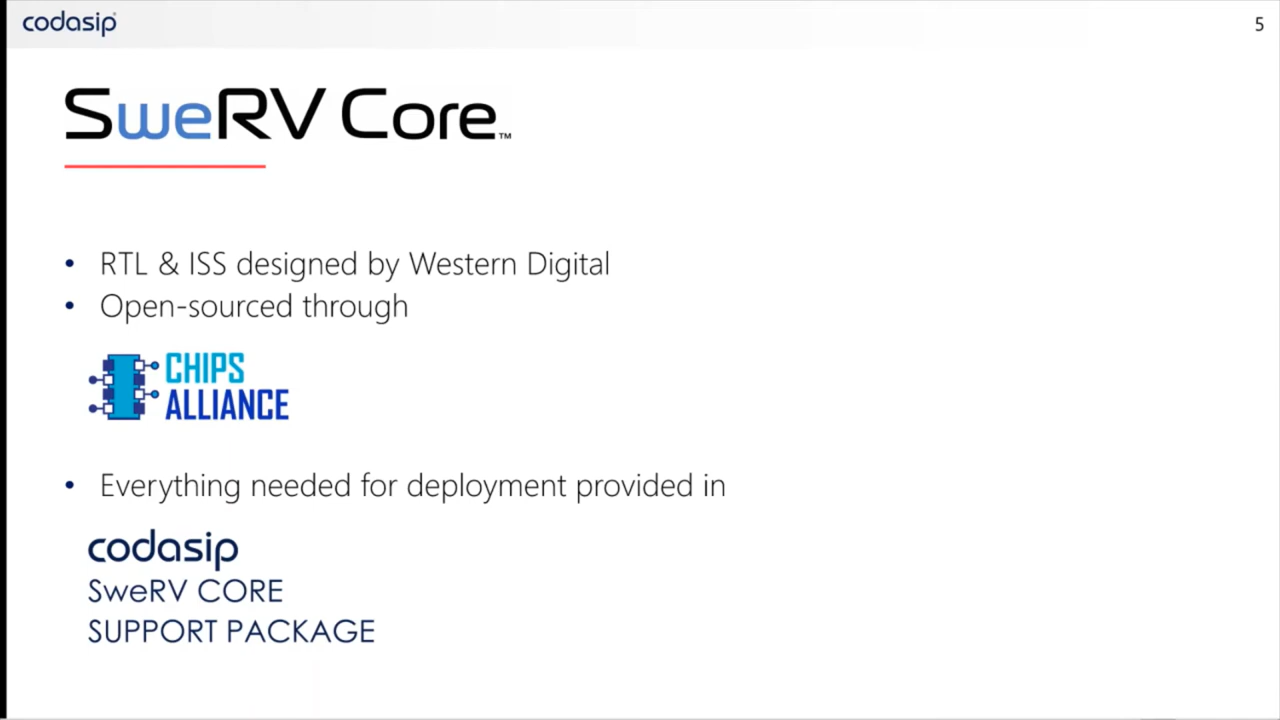 codasip
5
SweRV Core™
• RTL & ISS designed by Western Digital
• Open-sourced through
CHIPS
ALLIANCE
• Everything needed for deployment provided in
codasip
SweRV CORE
SUPPORT PACKAGE